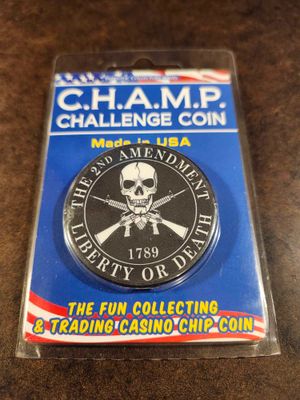 C.H.A.M.P.
CHALLENGE COIN
Made in USA
THE 2ND AMENDMENT
1789
LIBERTY OR DEATH
THE FUN COLLECTING
& TRADING CASINO CHIP COIN